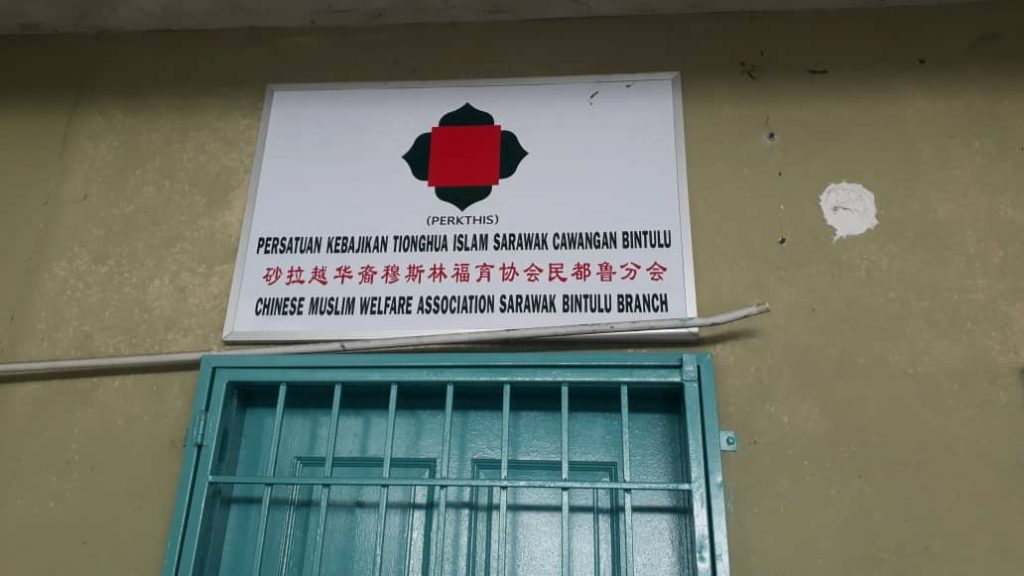 (PERKTHIS)
PERSATUAN KEBAJIKAN TIONGHUA ISLAM SARAWAK CAWANGAN BINTULU
砂拉越华裔穆斯林福育协会民都鲁分会
CHINESE MUSLIM WELFARE ASSOCIATION SARAWAK BINTULU BRANCH